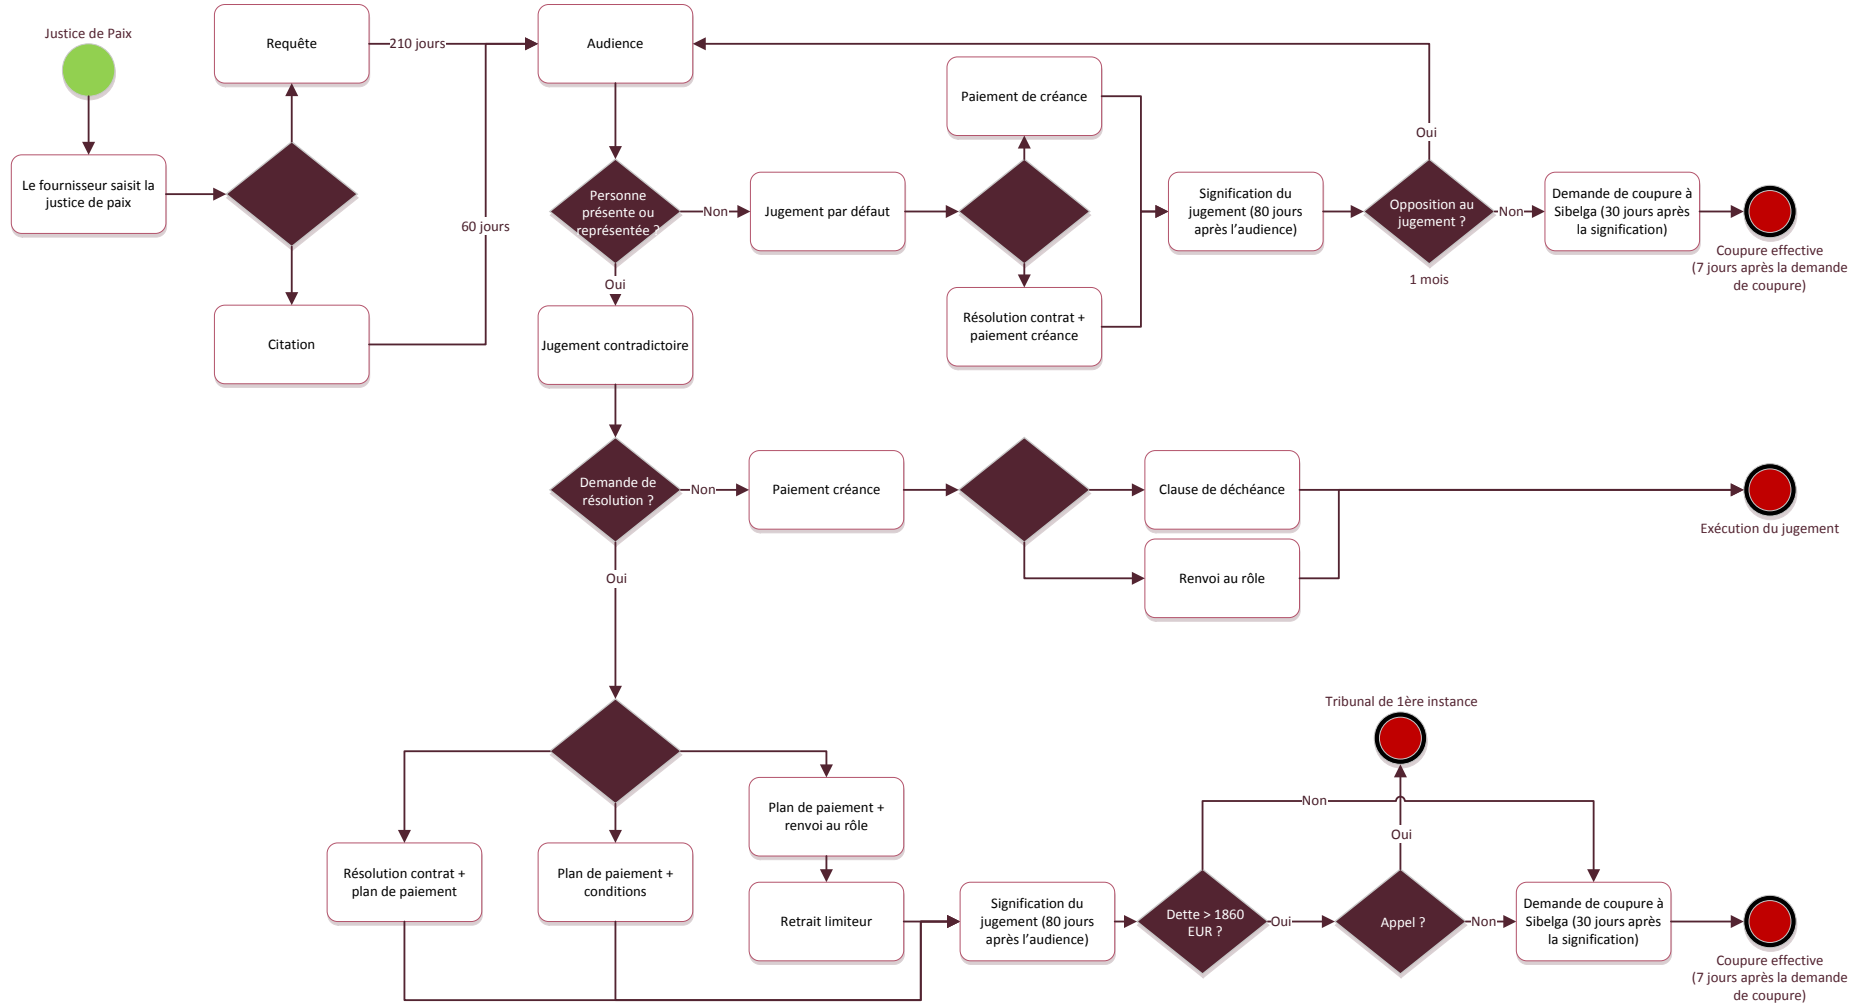 Justice de Paix
Le fournisseur saisit la
justice de paix
Requête
210 jours
Citation
60 jours
Audience
Personne
présente ou
représentée ?
Non
Oui
Jugement par défaut
Paiement de créance
Résolution contrat +
paiement créance
Signification du
jugement (80 jours
après l’audience)
Opposition au
jugement ?
Oui
1 mois
Non
Demande de coupure à
Sibelga (30 jours après
la signification)
Coupure effective
(7 jours après la demande
de coupure)
Jugement contradictoire
Demande de
résolution ?
Non
Paiement créance
Clause de déchéance
Renvoi au rôle
Exécution du jugement
Oui
Résolution contrat +
plan de paiement
Plan de paiement +
conditions
Plan de paiement +
renvoi au rôle
Retrait limiteur
Signification du
jugement (80 jours
après l’audience)
Dette > 1860
EUR ?
Non
Oui
Appel ?
Oui
Tribunal de 1ère instance
Non
Demande de coupure à
Sibelga (30 jours après
la signification)
Coupure effective
(7 jours après la demande
de coupure)